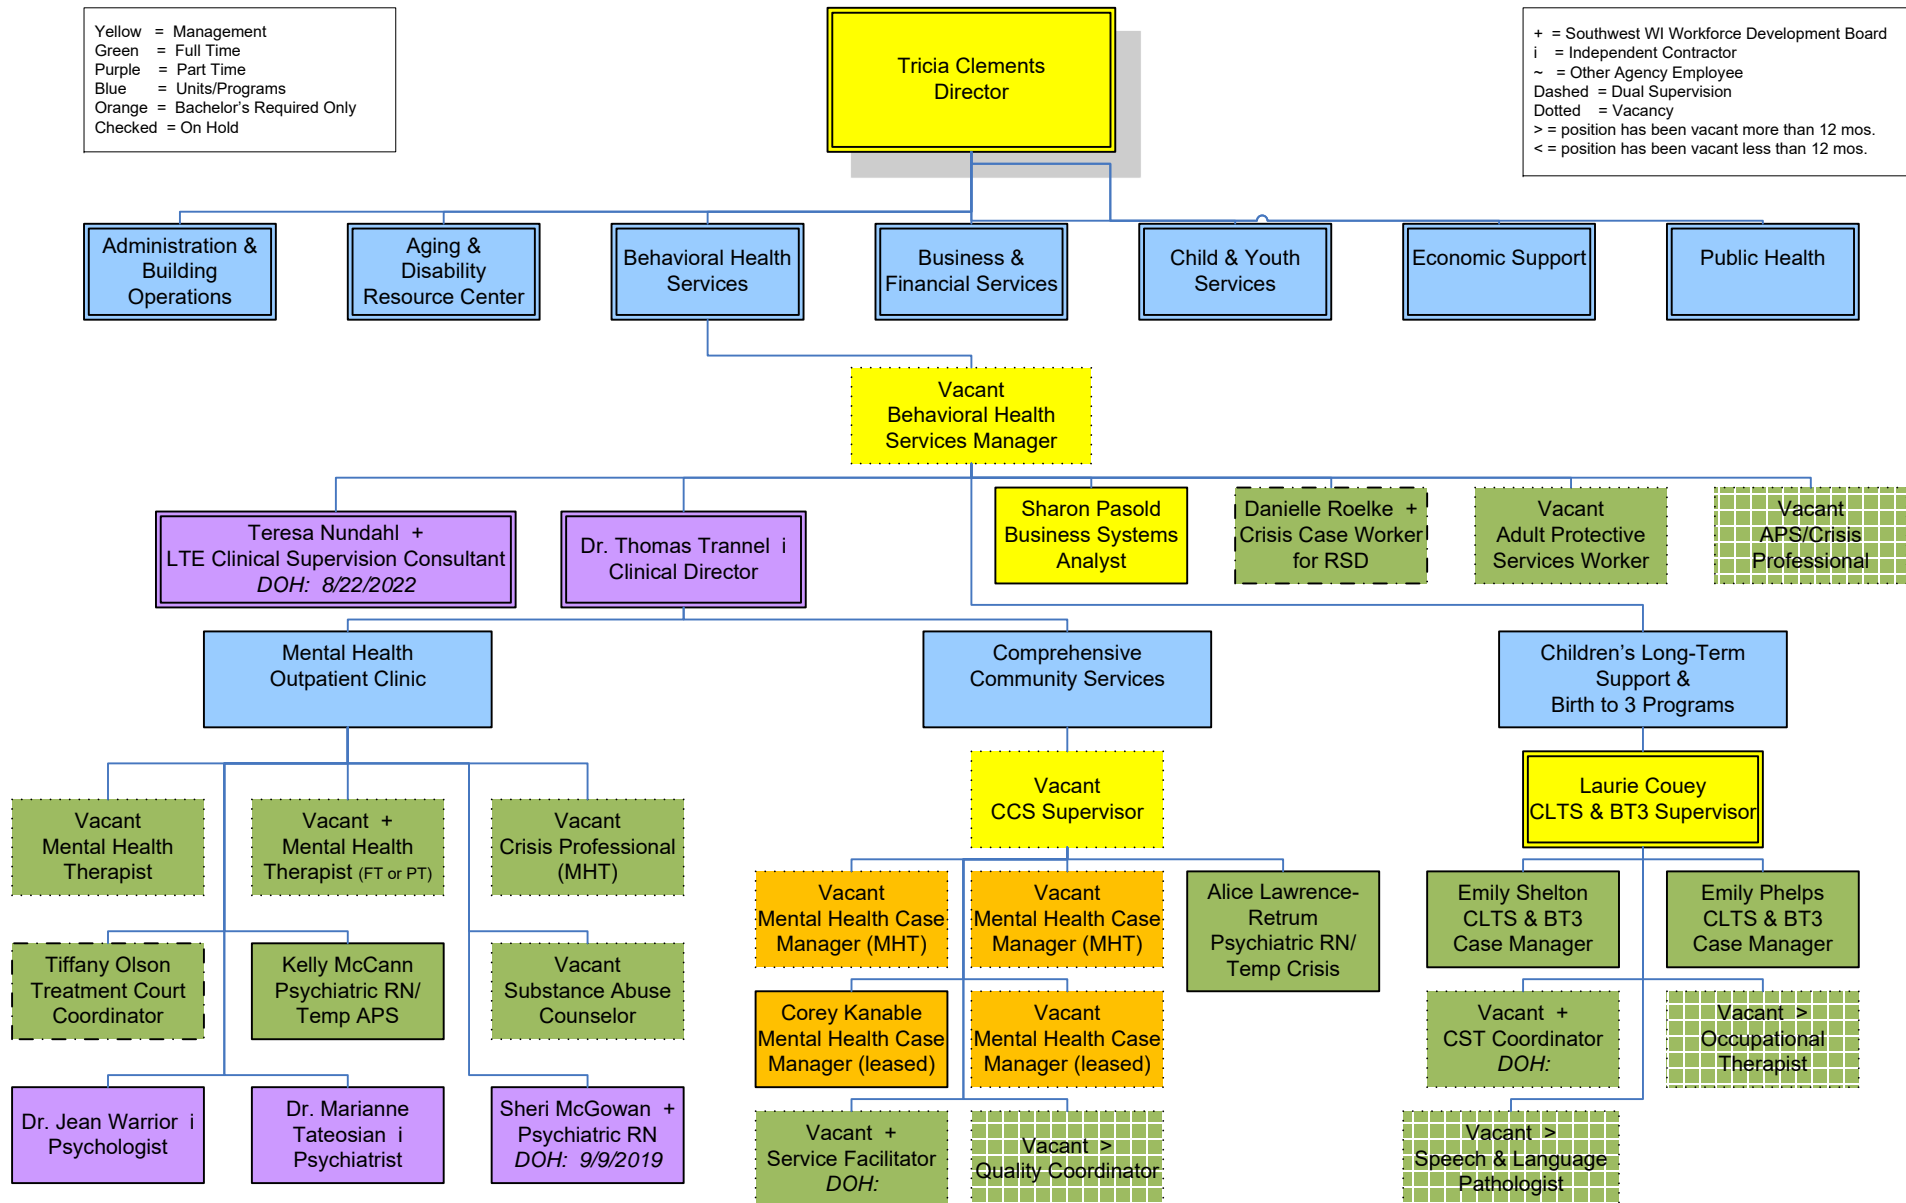 Yellow = Management
Green = Full Time
Purple = Part Time
Blue = Units/Programs
Orange = Bachelor's Required Only
Checked = On Hold
Tricia Clements
Director
+ = Southwest WI Workforce Development Board
i = Independent Contractor
~ = Other Agency Employee
Dashed = Dual Supervision
Dotted = Vacancy
> = position has been vacant more than 12 mos.
< = position has been vacant less than 12 mos.
Administration &
Building
Operations
Aging &
Disability
Resource Center
Behavioral Health
Services
Business &
Financial Services
Child & Youth
Services
Economic Support
Public Health
Vacant
Behavioral Health
Services Manager
Teresa Nundahl +
LTE Clinical Supervision Consultant
DOH: 8/22/2022
Dr. Thomas Trannel i
Clinical Director
Sharon Pasold
Business Systems
Analyst
Danielle Roelke +
Crisis Case Worker
for RSD
Vacant
Adult Protective
Services Worker
Vacant
APS/Crisis
Professional
Mental Health
Outpatient Clinic
Comprehensive
Community Services
Children's Long-Term
Support &
Birth to 3 Programs
Vacant
Mental Health
Therapist
Vacant +
Mental Health
Therapist (FT or PT)
Vacant
Crisis Professional
(MHT)
Vacant
CCS Supervisor
Laurie Couey
CLTS & BT3 Supervisor
Tiffany Olson
Treatment Court
Coordinator
Kelly McCann
Psychiatric RN/
Temp APS
Vacant
Substance Abuse
Counselor
Vacant
Mental Health Case
Manager (MHT)
Vacant
Mental Health Case
Manager (MHT)
Alice Lawrence-
Retrum
Psychiatric RN/
Temp Crisis
Emily Shelton
CLTS & BT3
Case Manager
Emily Phelps
CLTS & BT3
Case Manager
Corey Kanable
Mental Health Case
Manager (leased)
Vacant
Mental Health Case
Manager (leased)
Vacant +
CST Coordinator
DOH:
Vacant >
Occupational
Therapist
Dr. Jean Warrior i
Psychologist
Dr. Marianne
Tateosian i
Psychiatrist
Sheri McGowan +
Psychiatric RN
DOH: 9/9/2019
Vacant +
Service Facilitator
DOH:
Vacant >
Quality Coordinator
Vacant >
Speech & Language
Pathologist